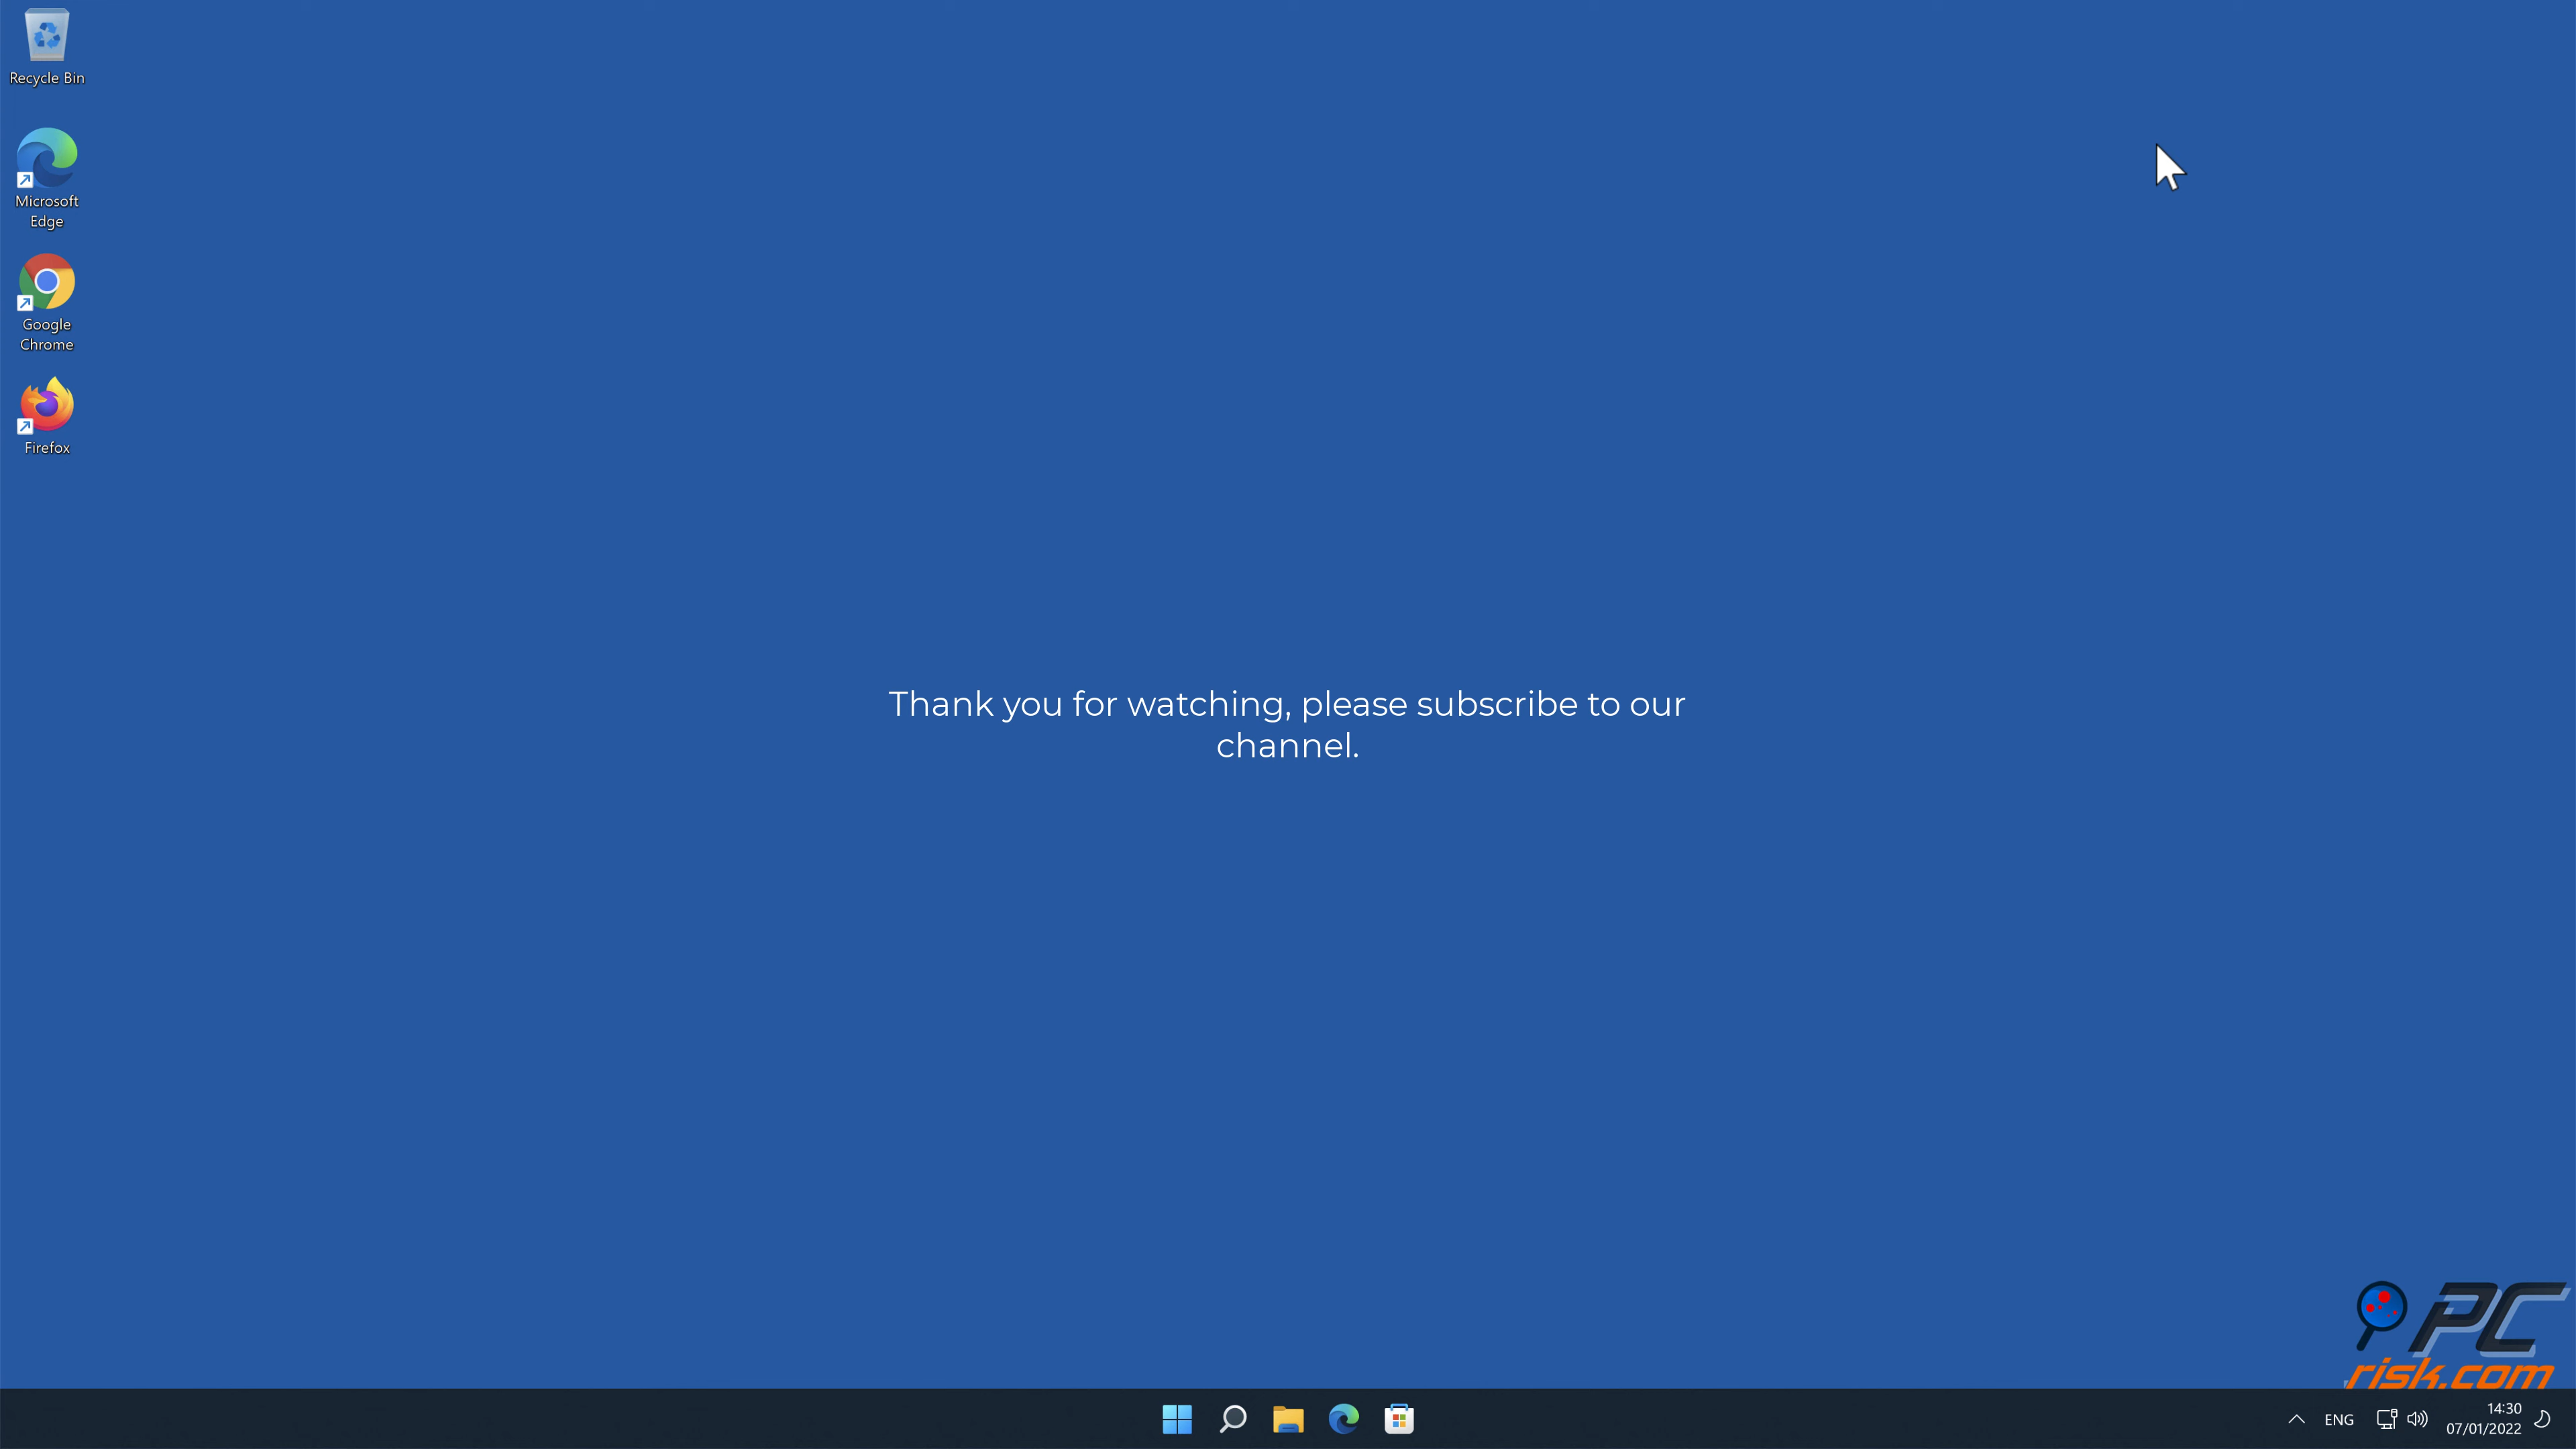 Recycle Bin
Microsoft
Edge
Google
Chrome
Firefox
Thank you for watching, please subscribe to our
channel.
PC
risk.com
ENG
14:30
07/01/2022